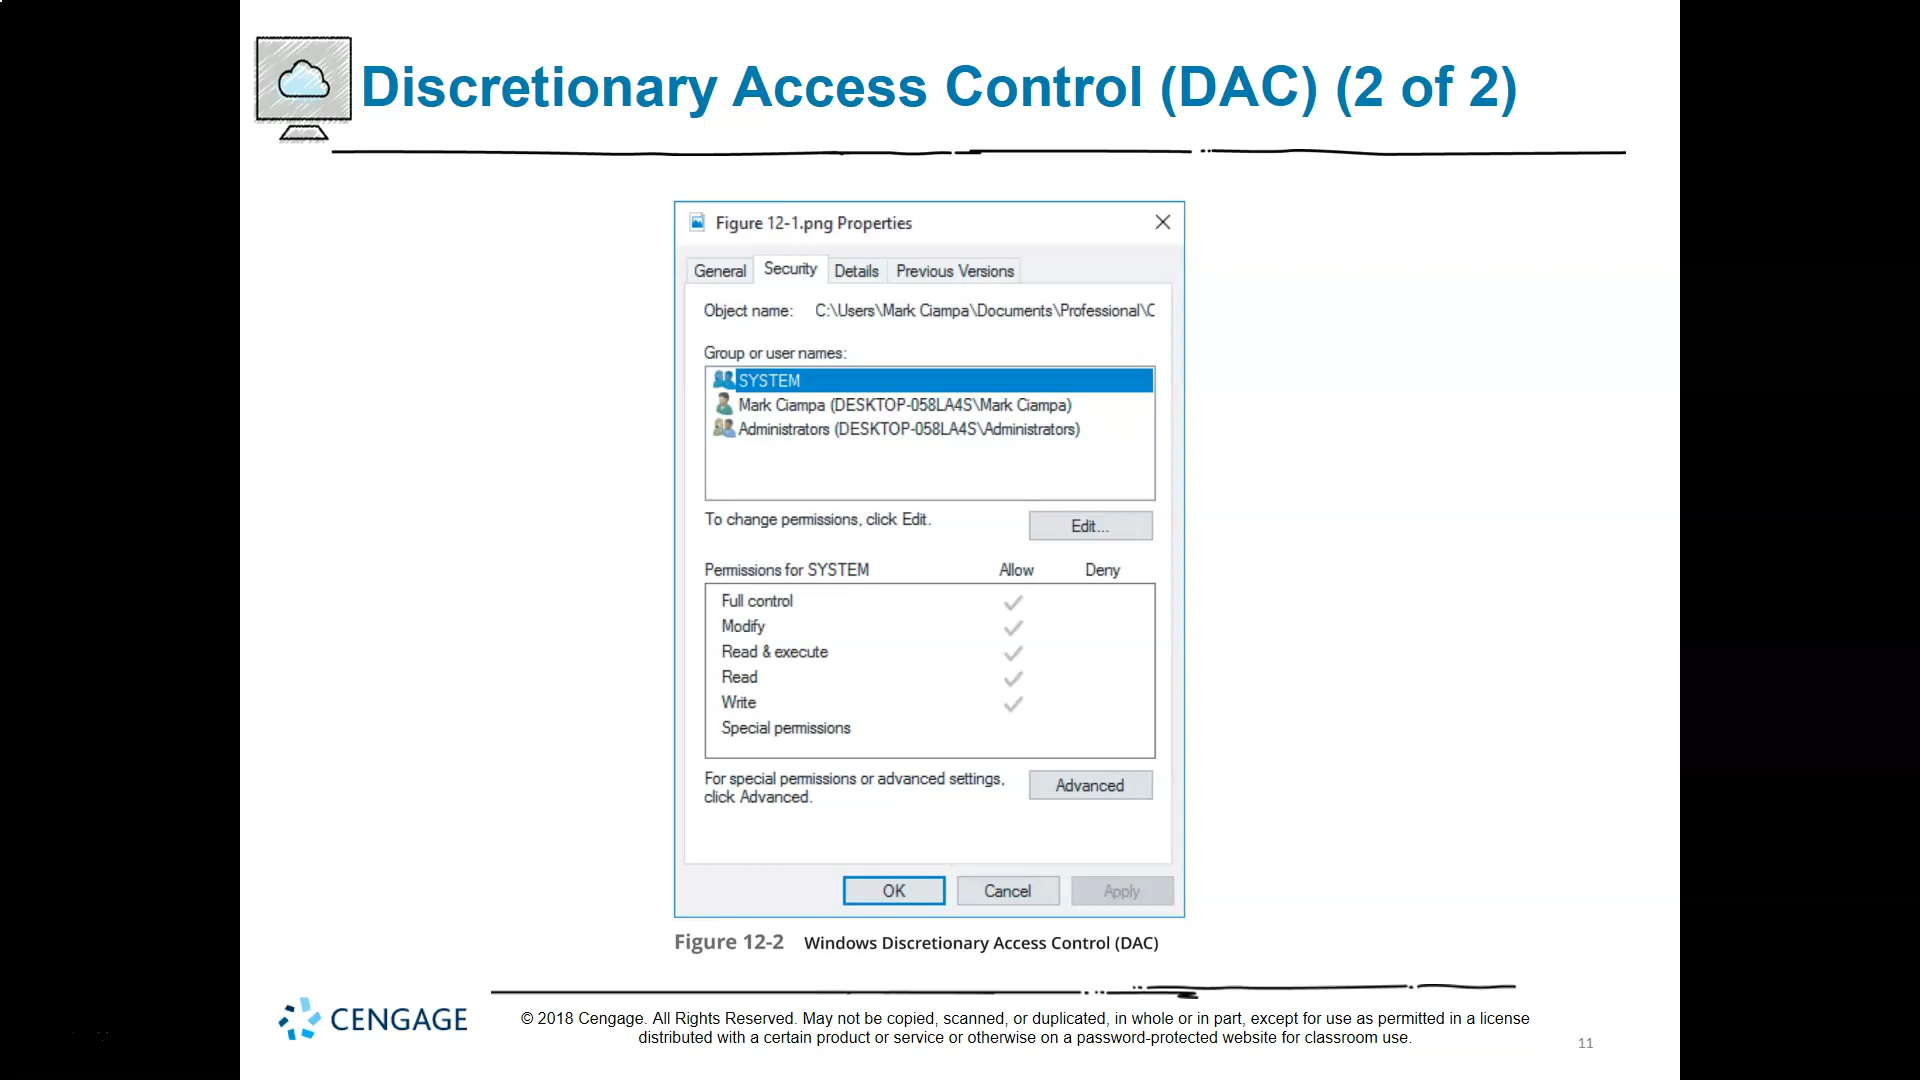 Discretionary Access Control (DAC) (2 of 2)
Figure 12-1.png Properties
General Security Details Previous Versions
Object name: C:\Users\Mark Ciampa\Documents\Professional\C
Group or user names:
SYSTEM
Mark Ciampa (DESKTOP-058LA4S\Mark Ciampa)
Administrators (DESKTOP-058LA4S\Administrators)
To change permissions, click Edit. Edit...
Permissions for SYSTEM Allow Deny
Full control
Modify
Read & execute
Read
Write
Special permissions
For special permissions or advanced settings, click Advanced. Advanced
OK Cancel Apply
Figure 12-2 Windows Discretionary Access Control (DAC)
CENGAGE
© 2018 Cengage. All Rights Reserved. May not be copied, scanned, or duplicated, in whole or in part, except for use as permitted in a license
distributed with a certain product or service or otherwise on a password-protected website for classroom use.
11